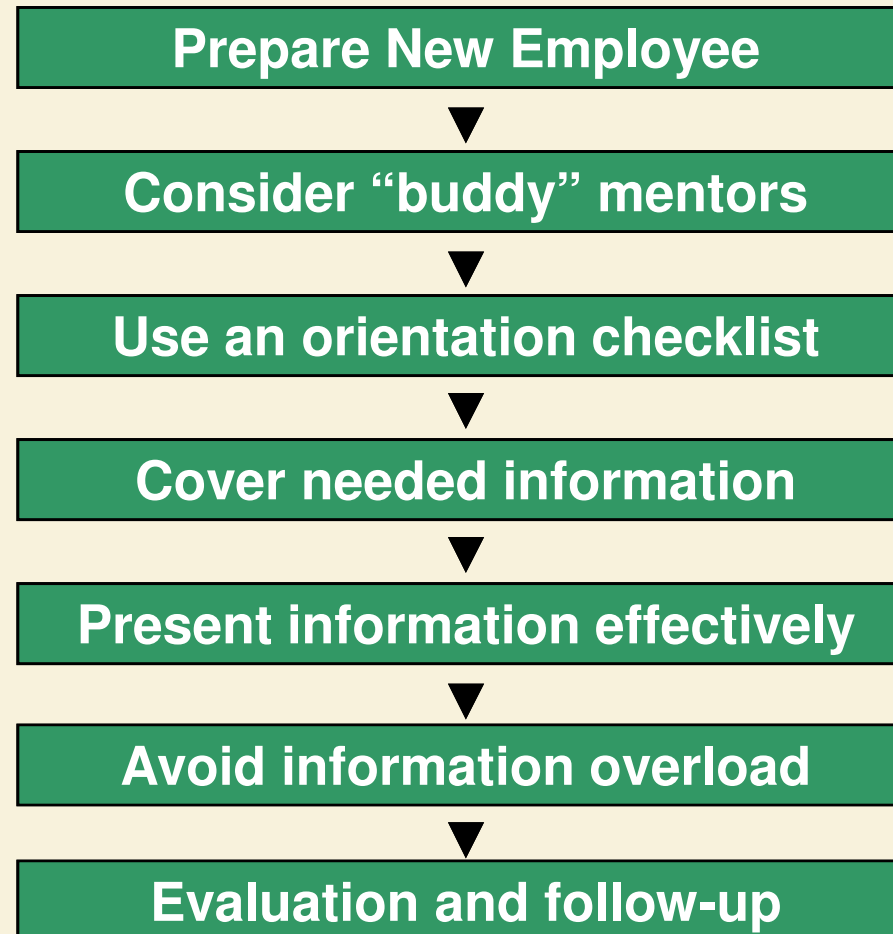 Prepare New Employee
Consider “buddy” mentors
Use an orientation checklist
Cover needed information
Present information effectively
Avoid information overload
Evaluation and follow-up